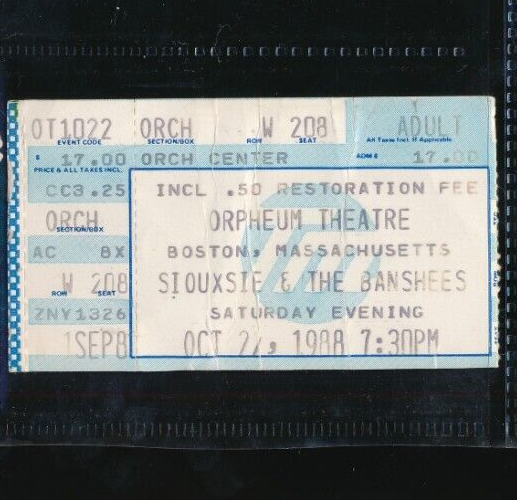 OT1022 ORCH W 208 ADULT
EVENT CODE SECTION/BOX ROW SEAT All Taxes Incl. If Applicable
$ 17.00 ORCH CENTER ADM $ 17.00
PRICE & ALL TAXES INCL.
CC3.25 INCL .50 RESTORATION FEE
ORCH ORPHEUM THEATRE
SECTION/BOX
AC 8X BOSTON, MASSACHUSETTS
W 208 SIOUXSIE & THE BANSHEES
ROW SEAT
ZNY1326 SATURDAY EVENING
1SEP8 OCT 22, 1988 7:30PM